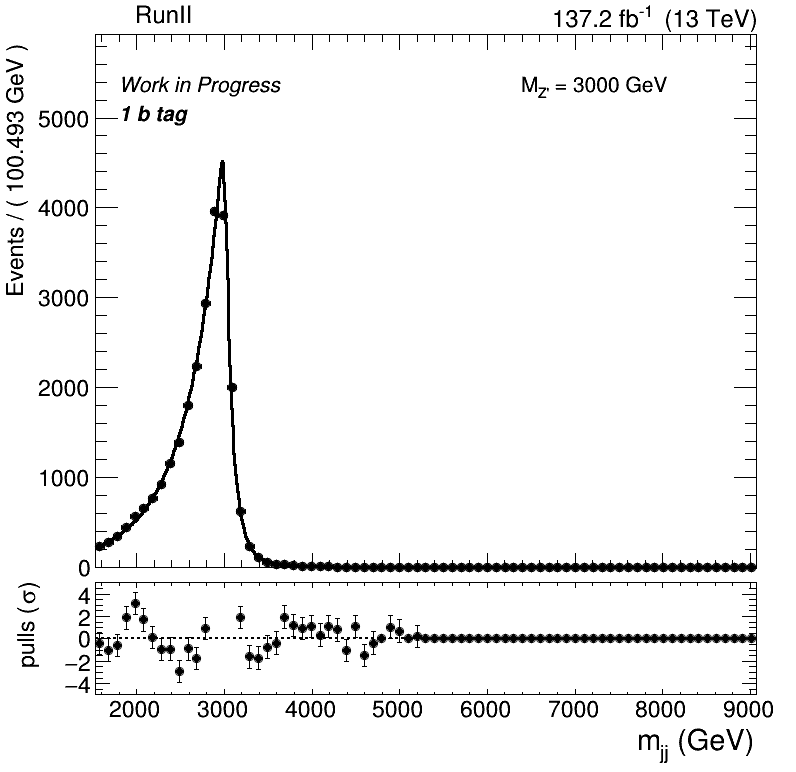 RunII 137.2 fb⁻¹ (13 TeV)
Work in Progress M_Z' = 3000 GeV
1 b tag
Events / ( 100.493 GeV )
5000
4000
3000
2000
1000
0
pulls (σ)
4
2
0
−2
−4
2000 3000 4000 5000 6000 7000 8000 9000
m_jj (GeV)